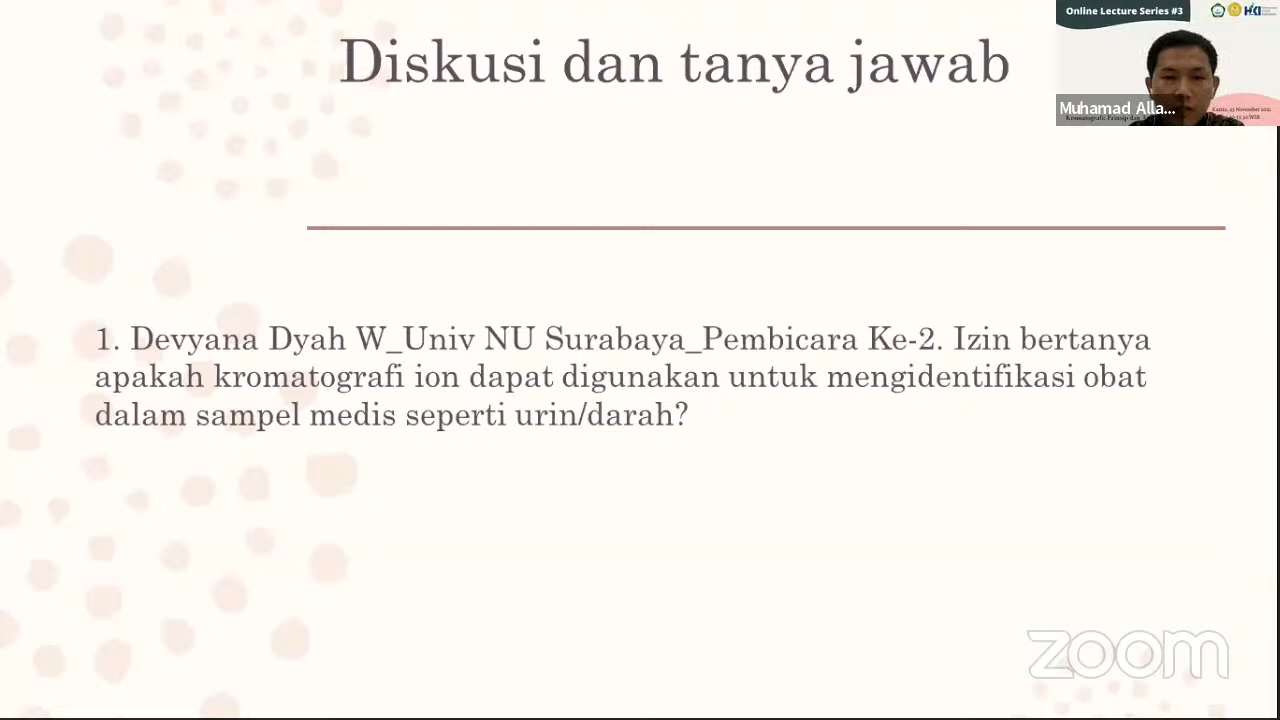 Online Lecture Series #3
Diskusi dan tanya jawab
Muhamad Alla...
1. Devyana Dyah W_Univ NU Surabaya_Pembicara Ke-2. Izin bertanya
apakah kromatografi ion dapat digunakan untuk mengidentifikasi obat
dalam sampel medis seperti urin/darah?
zoom